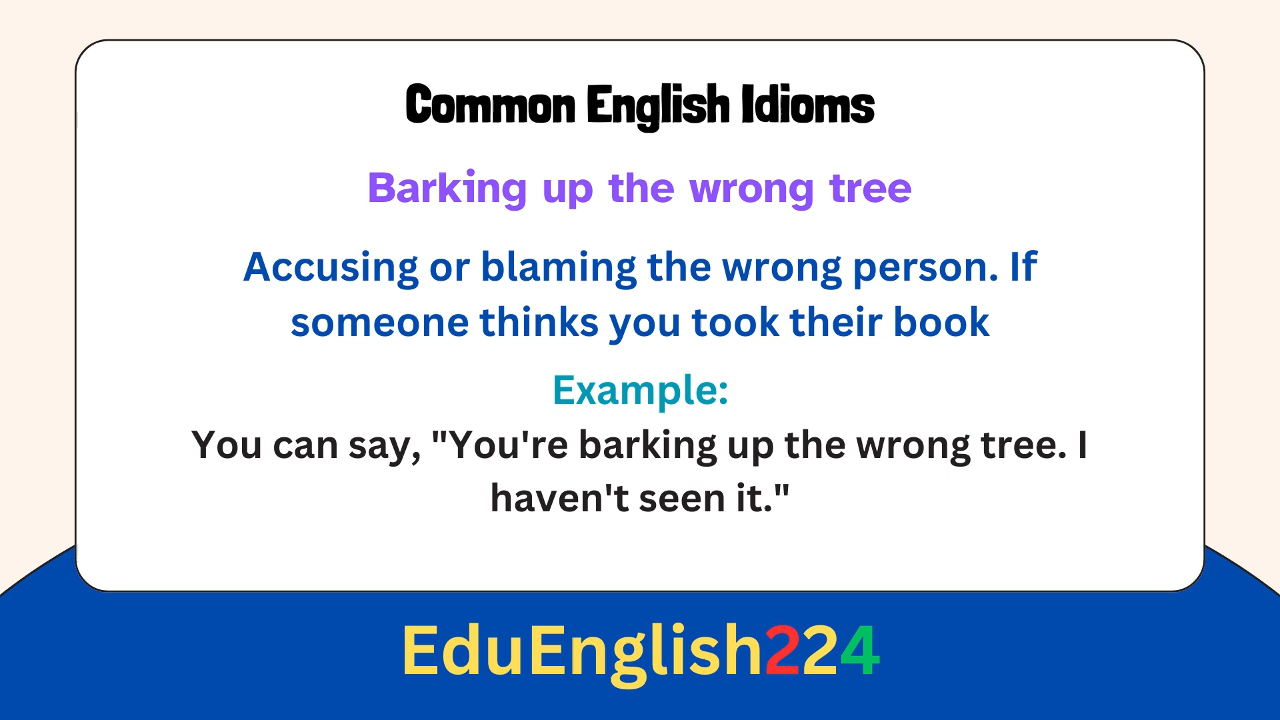 Common English Idioms
Barking up the wrong tree
Accusing or blaming the wrong person. If
someone thinks you took their book
Example:
You can say, "You're barking up the wrong tree. I
haven't seen it."
EduEnglish224